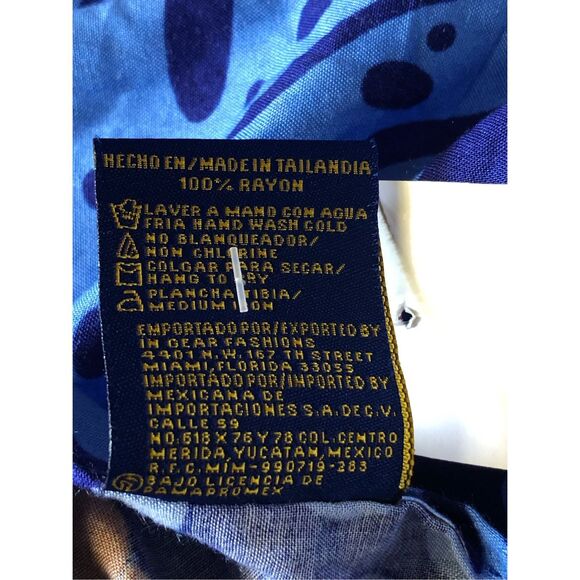 HECHO EN/MADE IN TAILANDIA
100% RAYON
LAVER A MANO CON AGUA
FRIA HAND WASH COLD
NO BLANQUEADOR/
NON CHLORINE
COLGAR PARA SECAR/
HANG TO DRY
PLANCHA TIBIA/
MEDIUM IRON
EMPORTADO POR/EXPORTED BY
IN GEAR FASHIONS
4401 N.W. 167 TH STREET
MIAMI, FLORIDA 33055
IMPORTADO POR/IMPORTED BY
MEXICANA DE
IMPORTACIONES S.A. DE C.V.
CALLE 59
NO. 518 X 76 Y 78 COL. CENTRO
MERIDA, YUCATAN, MEXICO
R.F.C. MIM-990719-283
BAJO LICENCIA DE
PAMAPROMEX